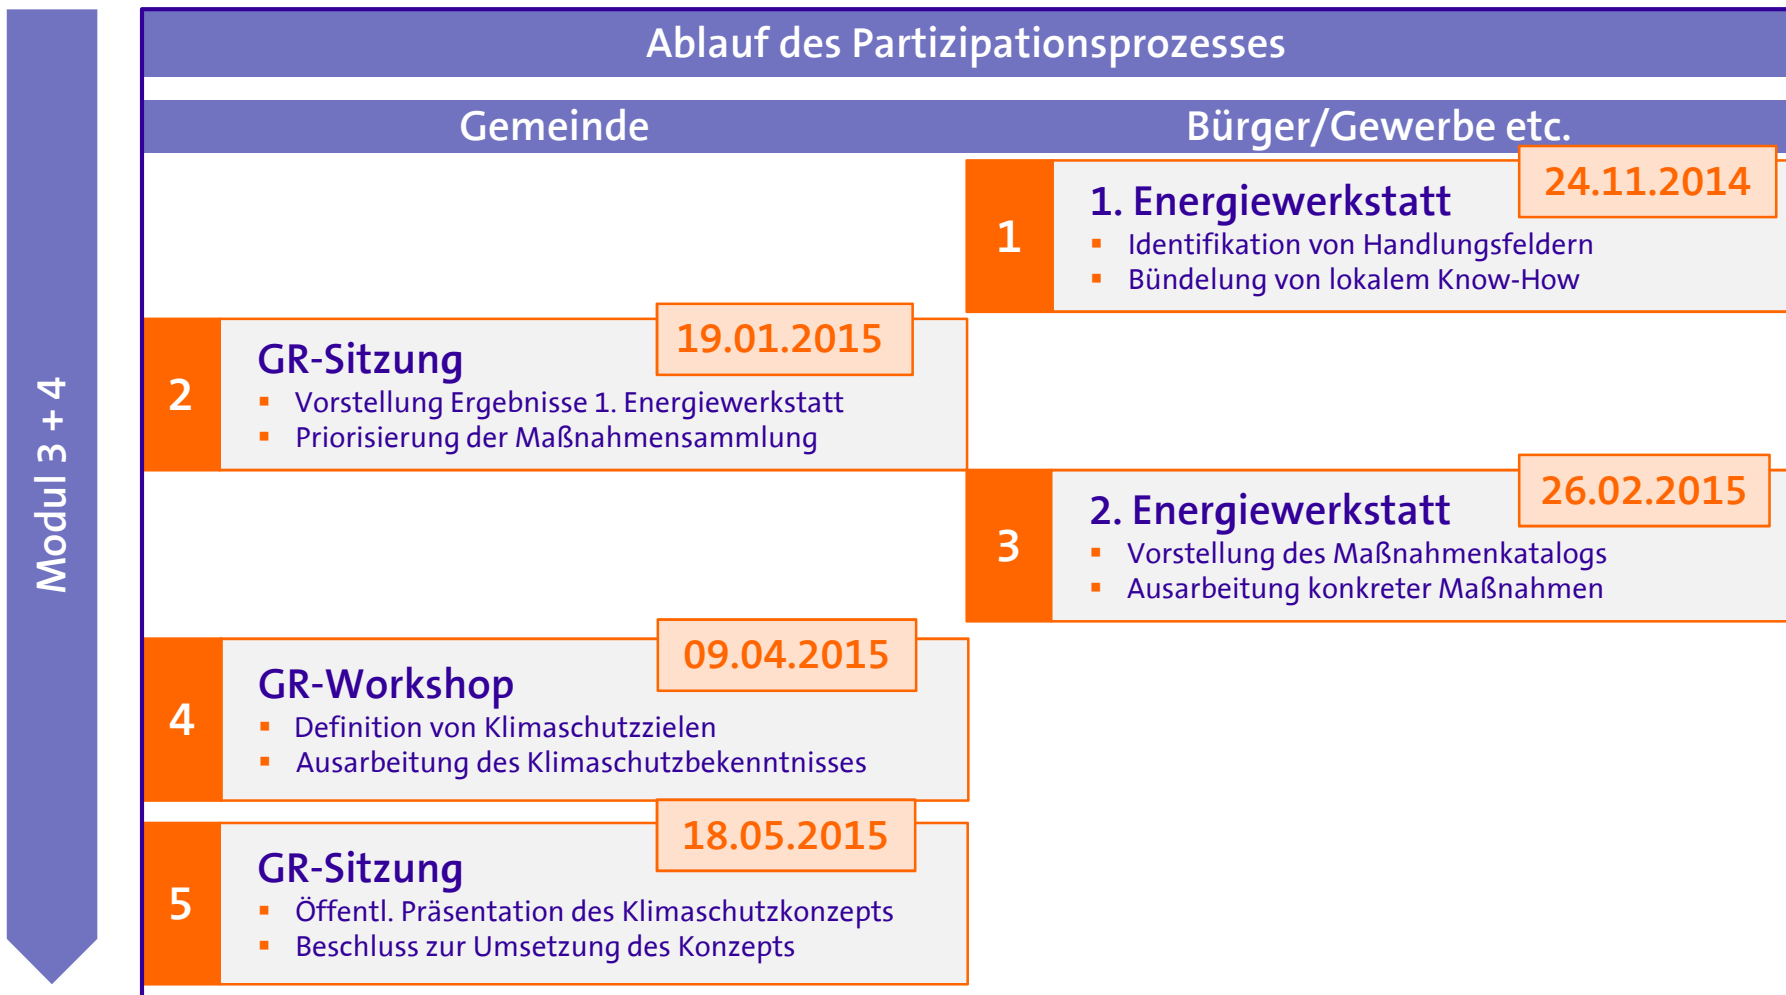 Ablauf des Partizipationsprozesses
Gemeinde
Bürger/Gewerbe etc.
Modul 3 + 4
1
1. Energiewerkstatt
24.11.2014
▪ Identifikation von Handlungsfeldern
▪ Bündelung von lokalem Know-How
2
GR-Sitzung
19.01.2015
▪ Vorstellung Ergebnisse 1. Energiewerkstatt
▪ Priorisierung der Maßnahmensammlung
3
2. Energiewerkstatt
26.02.2015
▪ Vorstellung des Maßnahmenkatalogs
▪ Ausarbeitung konkreter Maßnahmen
4
GR-Workshop
09.04.2015
▪ Definition von Klimaschutzzielen
▪ Ausarbeitung des Klimaschutzbekenntnisses
5
GR-Sitzung
18.05.2015
▪ Öffentl. Präsentation des Klimaschutzkonzepts
▪ Beschluss zur Umsetzung des Konzepts